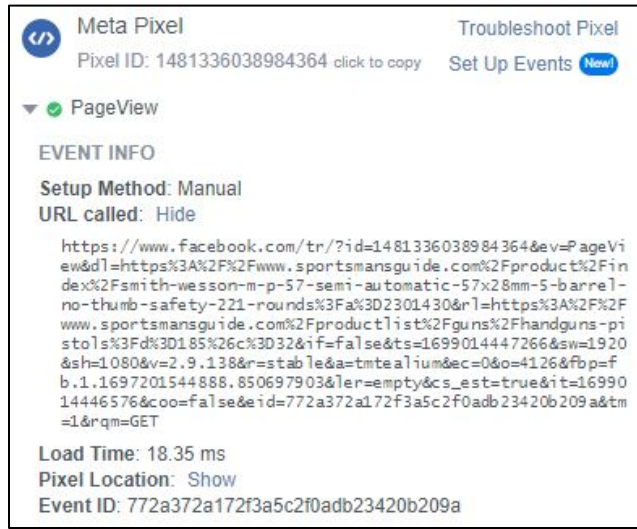 Meta Pixel
Troubleshoot Pixel
Pixel ID: 1481336038984364 click to copy
Set Up Events New!
PageView
EVENT INFO
Setup Method: Manual
URL called: Hide
https://www.facebook.com/tr/?id=1481336038984364&ev=PageVi
ew&dl=https%3A%2F%2Fwww.sportsmansguide.com%2Fproduct%2Fin
dex%2Fsmith-wesson-m-p-57-semi-automatic-57x28mm-5-barrel-
no-thumb-safety-221-rounds%3Fa%3D2301430&rl=https%3A%2F%2F
www.sportsmansguide.com%2Fproductlist%2Fguns%2Fhandguns-pi
stols%3Fd%3D185%26c%3D32&if=false&ts=1699014447266&sw=1920
&sh=1080&v=2.9.138&r=stable&a=tmtealium&ec=0&o=4126&fbp=f
b.1.1697201544888.850697903&ler=empty&cs_est=true&it=16990
14446576&coo=false&eid=772a372a172f3a5c2f0adb23420b209a&tm
=1&rqm=GET
Load Time: 18.35 ms
Pixel Location: Show
Event ID: 772a372a172f3a5c2f0adb23420b209a